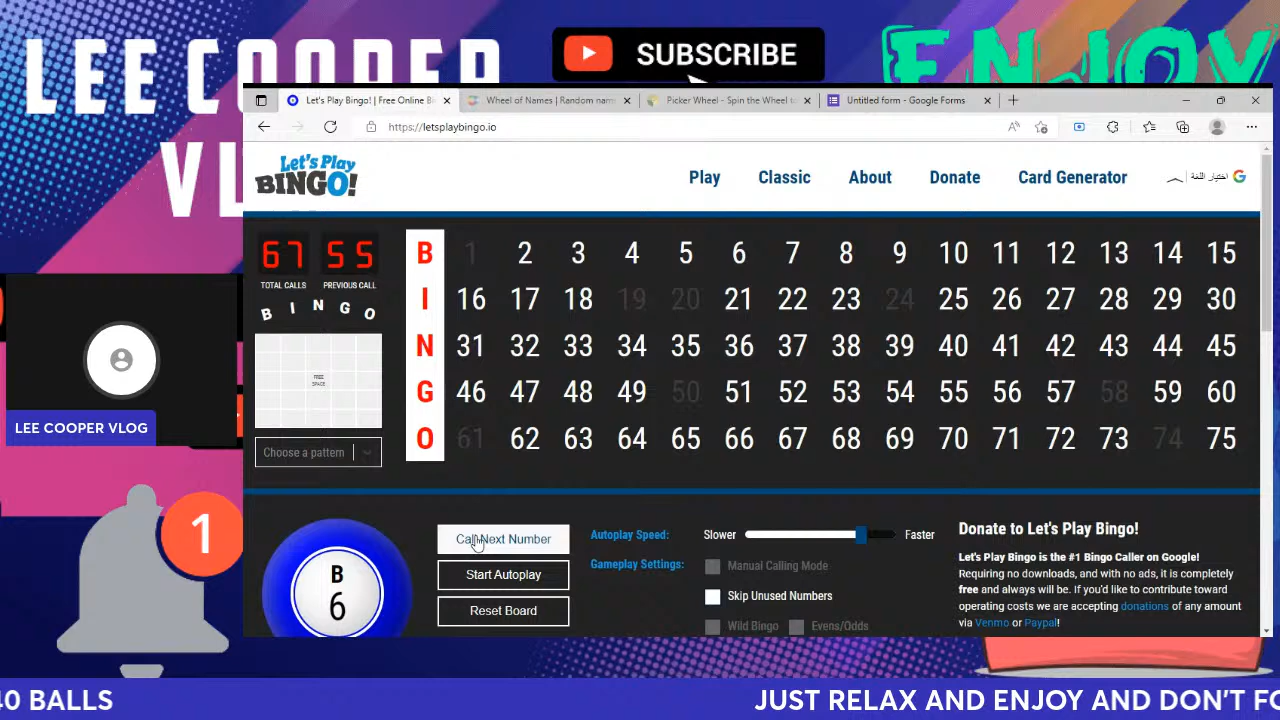 LEE COOPER
VL
SUBSCRIBE
ENJOY
Let's Play Bingo! | Free Online Bi
Wheel of Names | Random nam
Picker Wheel - Spin the Wheel to
Untitled form - Google Forms
https://letsplaybingo.io
Let's Play BINGO!
Play Classic About Donate Card Generator
اختيار اللغة
67 55
TOTAL CALLS PREVIOUS CALL
B I N G O
FREE SPACE
Choose a pattern
B 1 2 3 4 5 6 7 8 9 10 11 12 13 14 15
I 16 17 18 19 20 21 22 23 24 25 26 27 28 29 30
N 31 32 33 34 35 36 37 38 39 40 41 42 43 44 45
G 46 47 48 49 50 51 52 53 54 55 56 57 58 59 60
O 61 62 63 64 65 66 67 68 69 70 71 72 73 74 75
LEE COOPER VLOG
1
B
6
Call Next Number
Start Autoplay
Reset Board
Autoplay Speed: Slower Faster
Gameplay Settings: Manual Calling Mode
Skip Unused Numbers
Wild Bingo Evens/Odds
Donate to Let's Play Bingo!
Let's Play Bingo is the #1 Bingo Caller on Google!
Requiring no downloads, and with no ads, it is completely
free and always will be. If you'd like to contribute toward
operating costs we are accepting donations of any amount
via Venmo or Paypal!
40 BALLS
JUST RELAX AND ENJOY AND DON'T FO